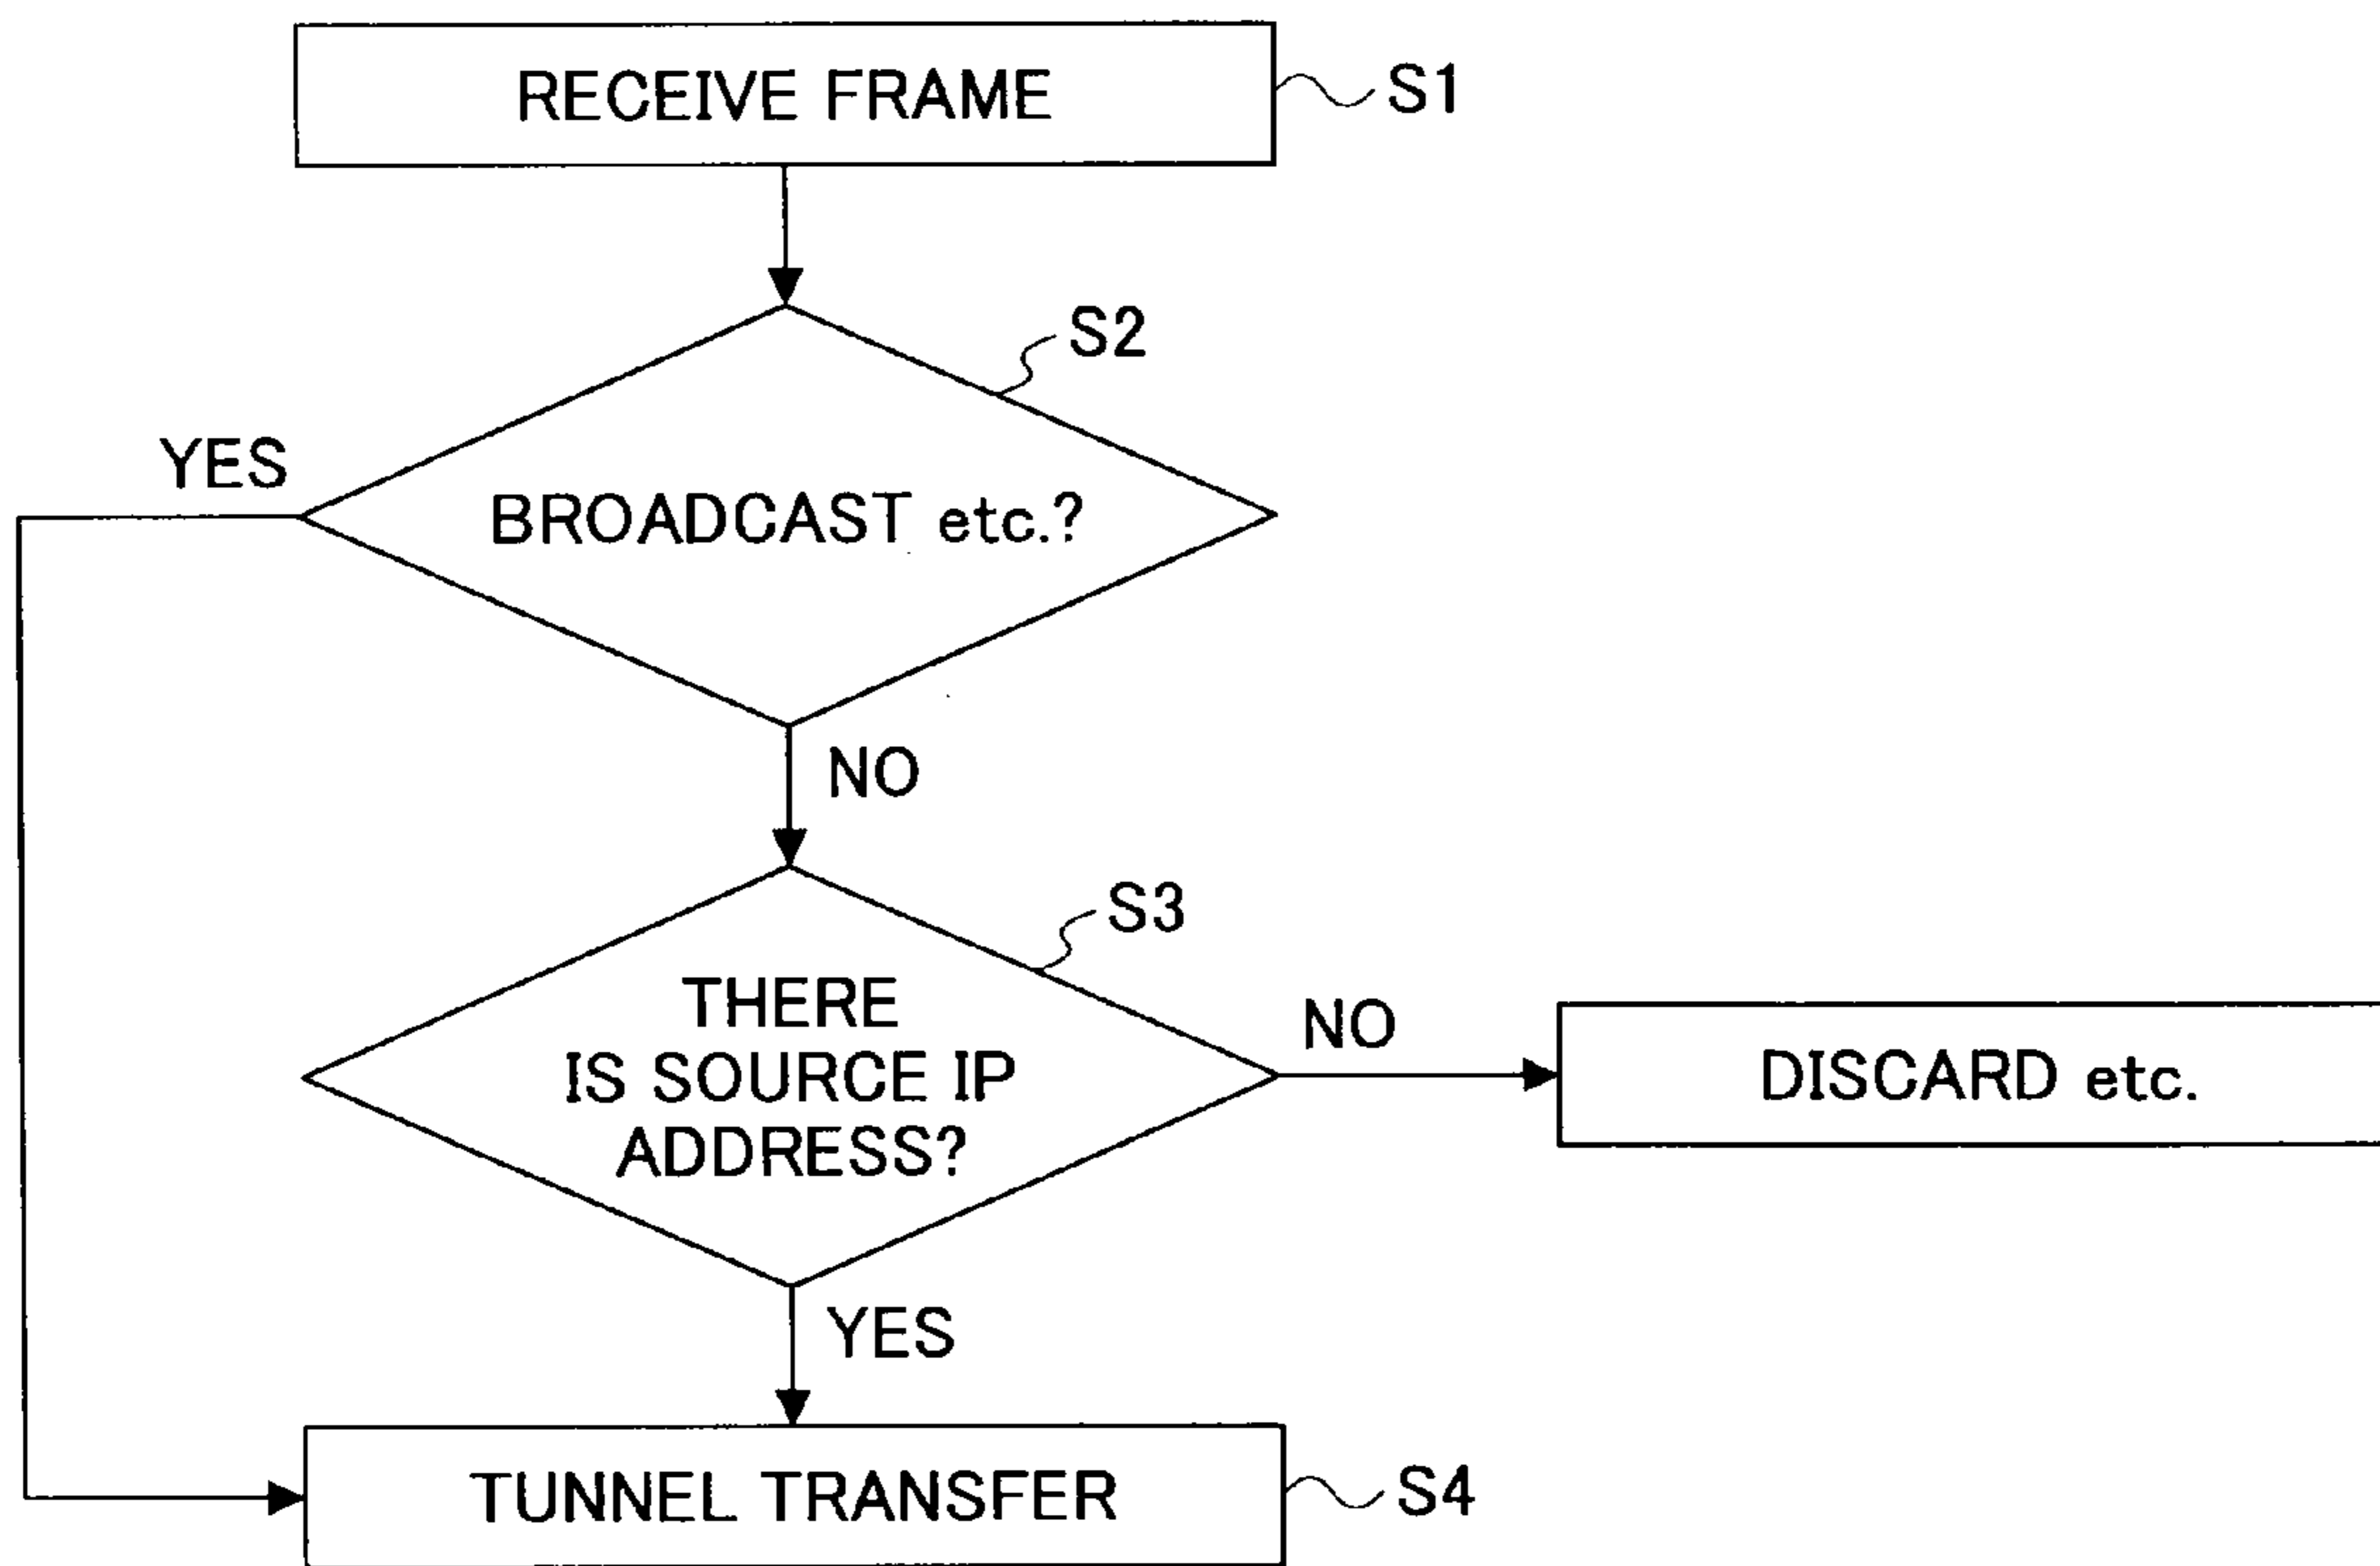 RECEIVE FRAME
S1
S2
YES
BROADCAST etc.?
NO
S3
THERE
IS SOURCE IP
ADDRESS?
NO
DISCARD etc.
YES
TUNNEL TRANSFER
S4